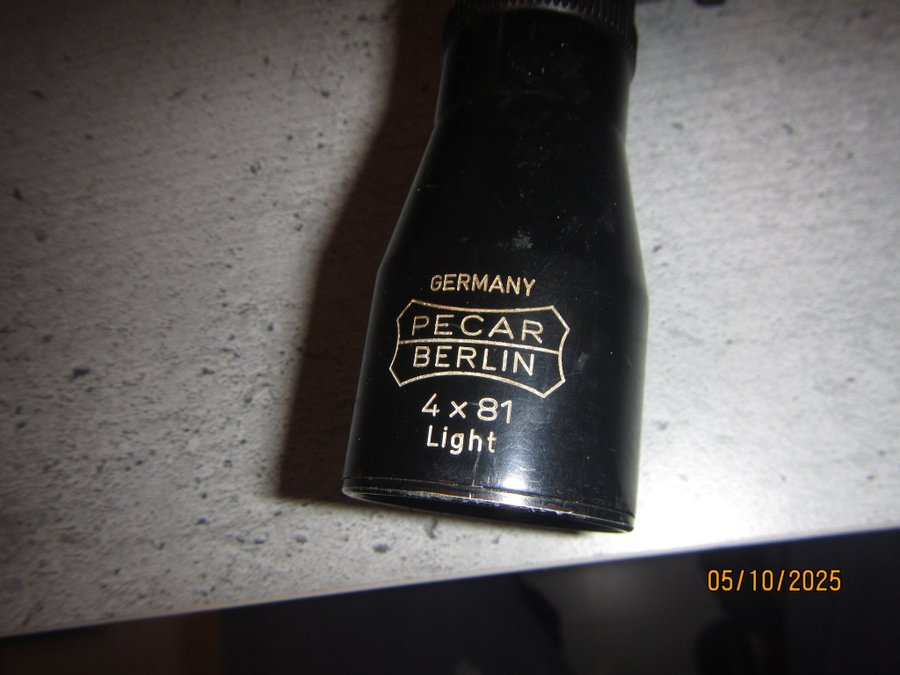 GERMANY
PECAR
BERLIN
4 x 81
Light
05/10/2025